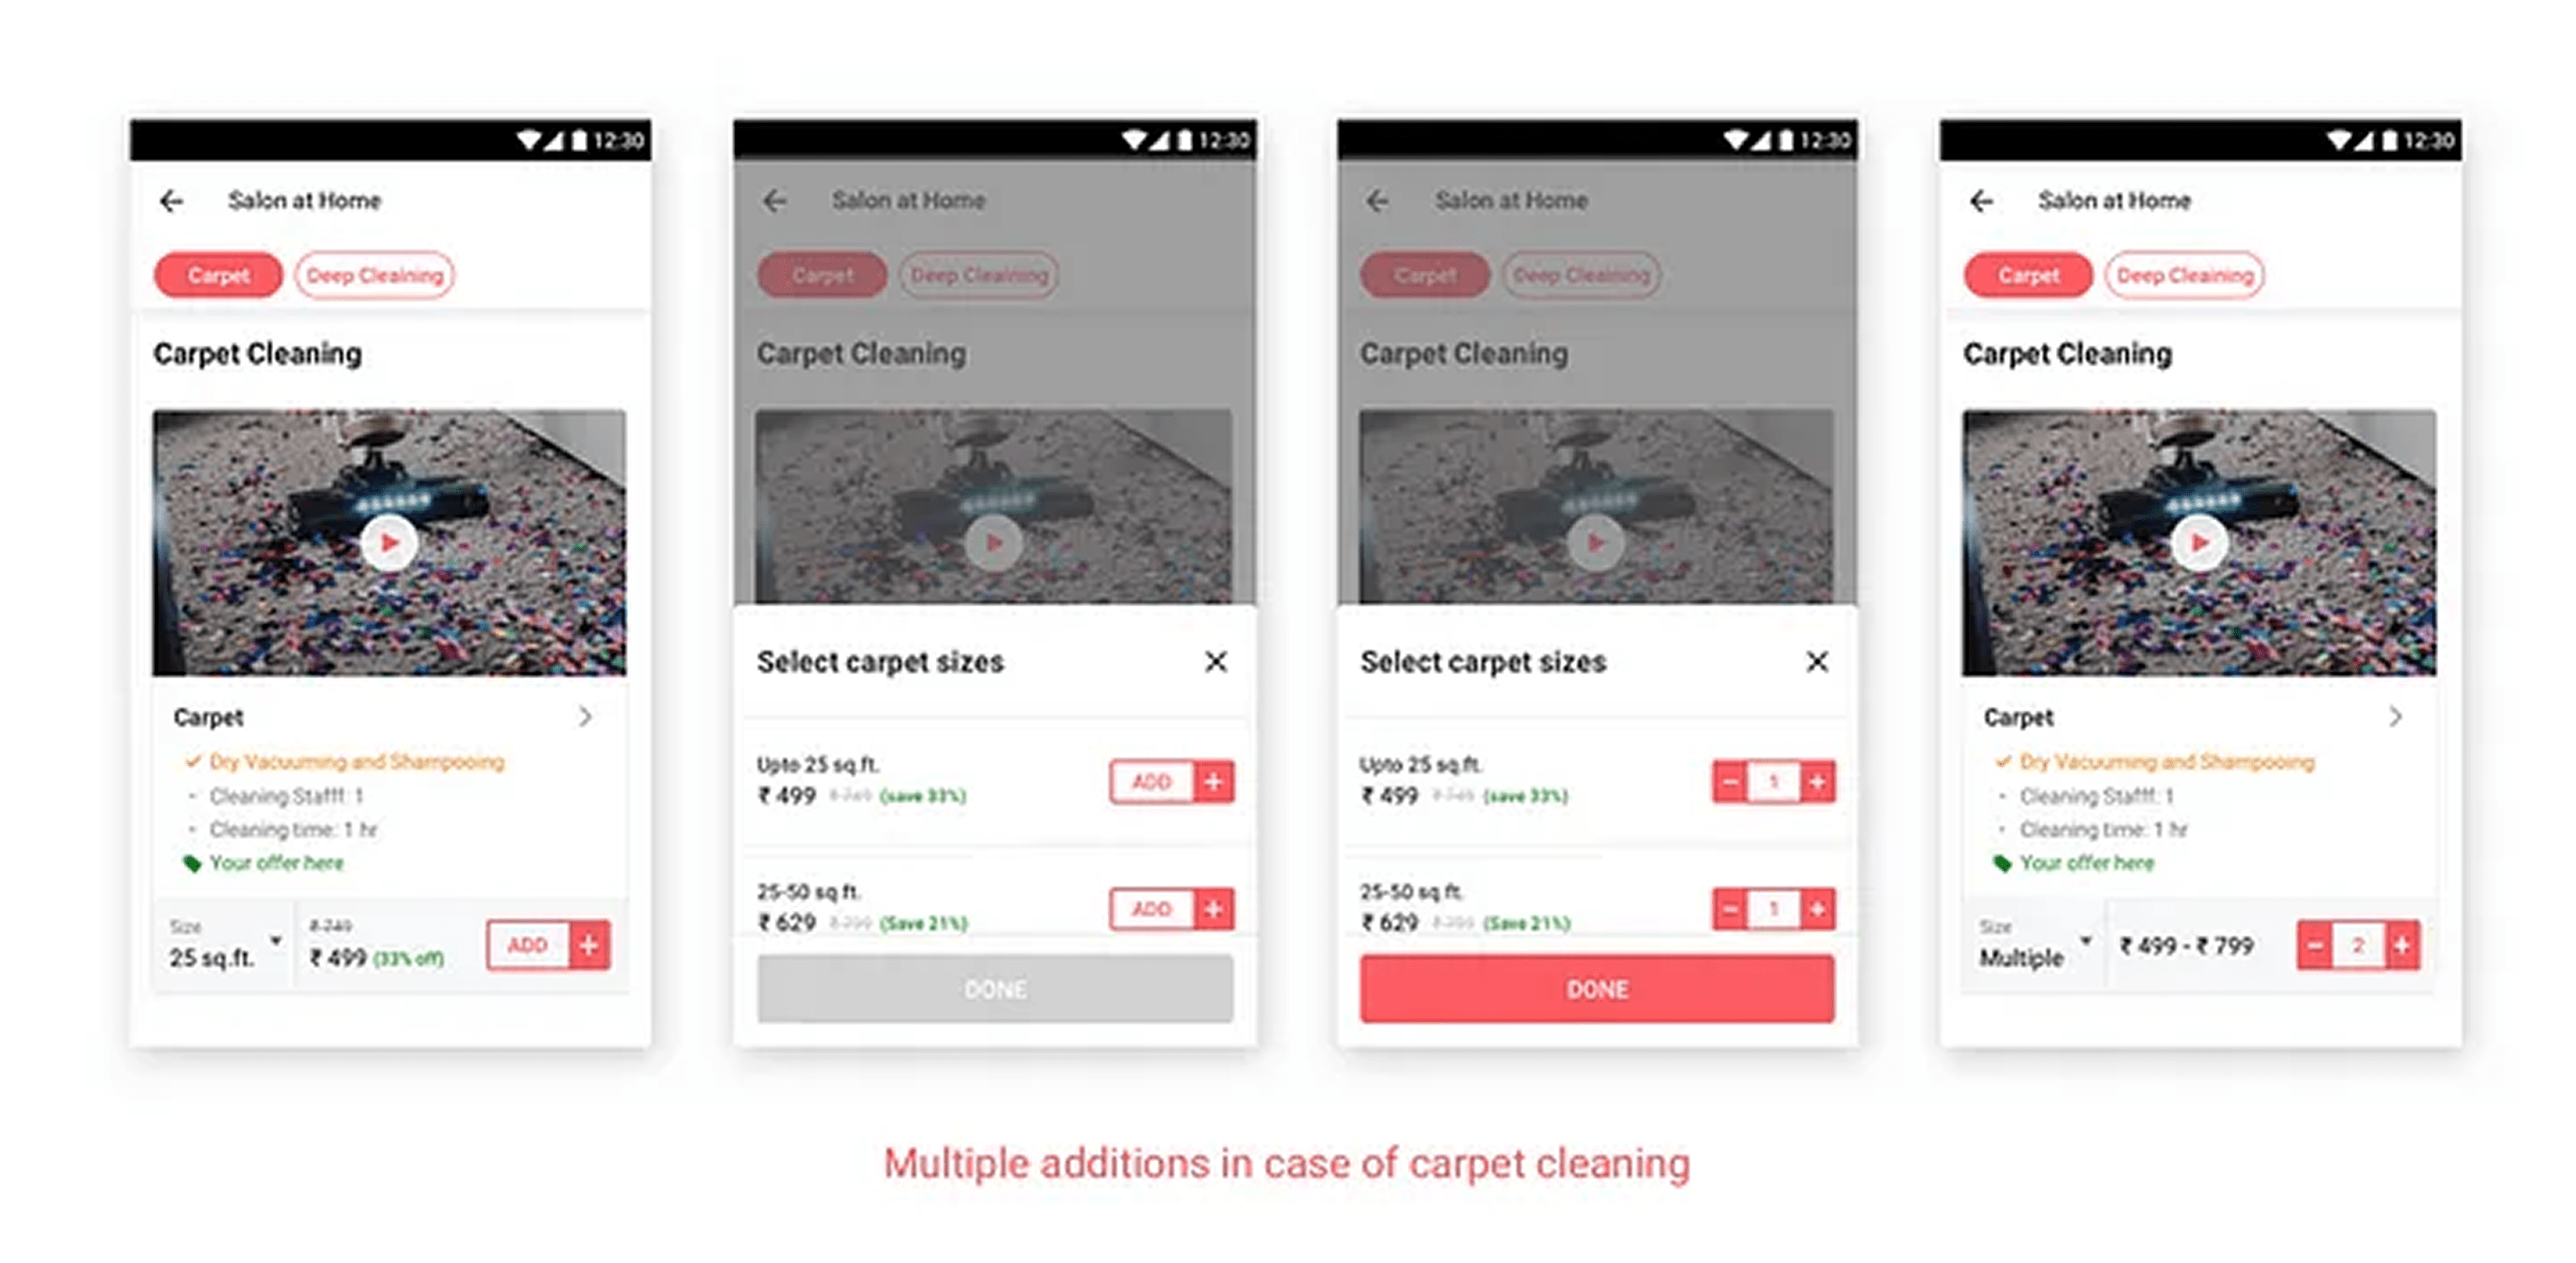 12:30
Salon at Home
Carpet
Deep Cleaining
Carpet Cleaning
Carpet
Dry Vacuuming and Shampooing
Cleaning Stafff: 1
Cleaning time: 1 hr
Your offer here
Size
25 sq.ft.
₹ 749
₹ 499 (33% off)
ADD +
12:30
Salon at Home
Carpet
Deep Cleaining
Carpet Cleaning
Select carpet sizes
Upto 25 sq.ft.
₹ 499 ₹ 749 (save 33%)
ADD +
25-50 sq ft.
₹ 629 ₹ 799 (Save 21%)
ADD +
DONE
12:30
Salon at Home
Carpet
Deep Cleaining
Carpet Cleaning
Select carpet sizes
Upto 25 sq.ft.
₹ 499 ₹ 749 (save 33%)
- 1 +
25-50 sq ft.
₹ 629 ₹ 799 (Save 21%)
- 1 +
DONE
12:30
Salon at Home
Carpet
Deep Cleaining
Carpet Cleaning
Carpet
Dry Vacuuming and Shampooing
Cleaning Stafff: 1
Cleaning time: 1 hr
Your offer here
Size
Multiple
₹ 499 - ₹ 799
- 2 +
Multiple additions in case of carpet cleaning